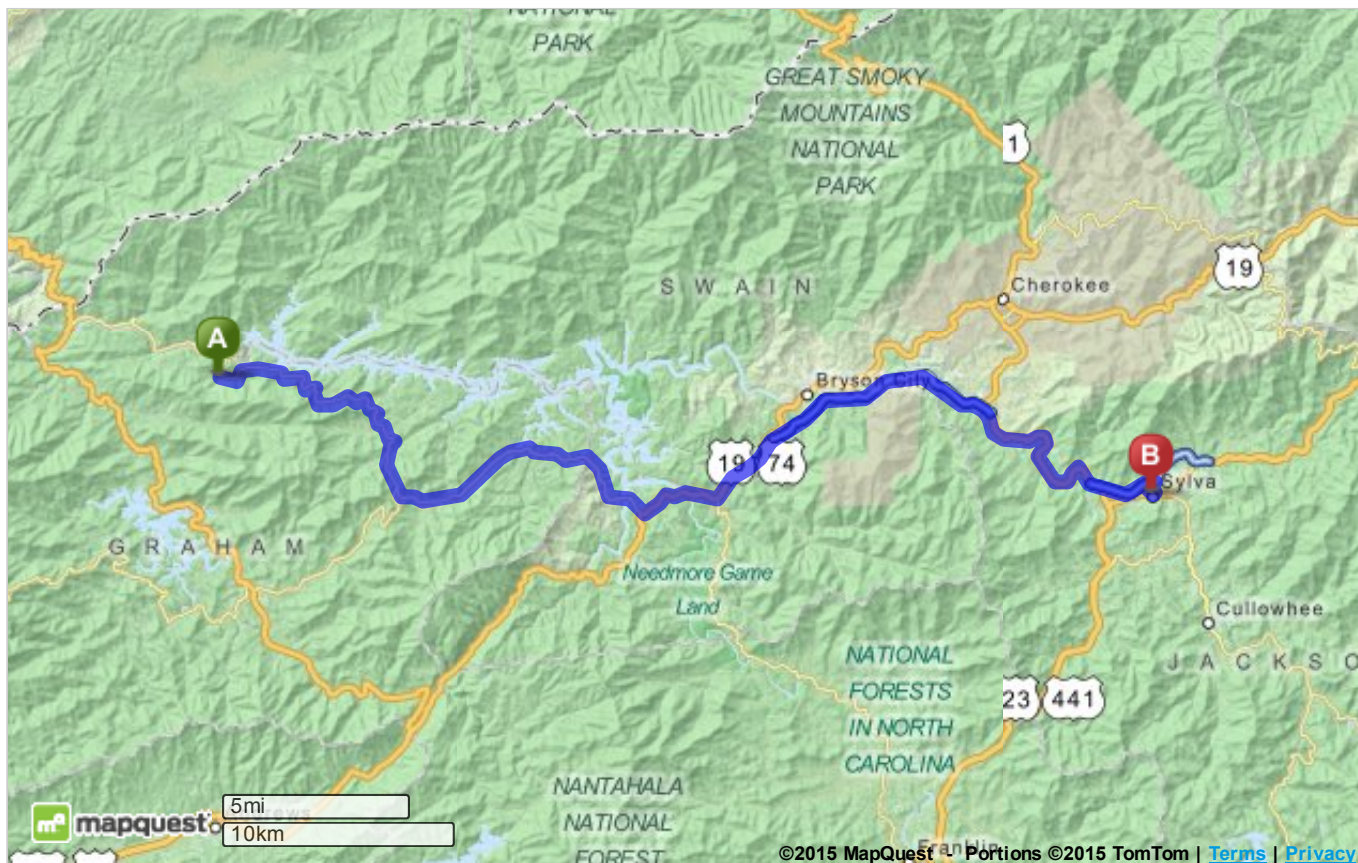 NATIONAL
PARK
GREAT SMOKY
MOUNTAINS
NATIONAL
PARK
1
19
S W A I N
Cherokee
A
Bryson City
19 74
B
Sylva
G R A H A M
Needmore Game
Land
Cullowhee
NATIONAL
FORESTS
IN NORTH
CAROLINA
J A C K S O
23 441
NANTAHALA
NATIONAL
FOREST
5mi
mapquest
10km
Franklin
©2015 MapQuest - Portions ©2015 TomTom | Terms | Privacy